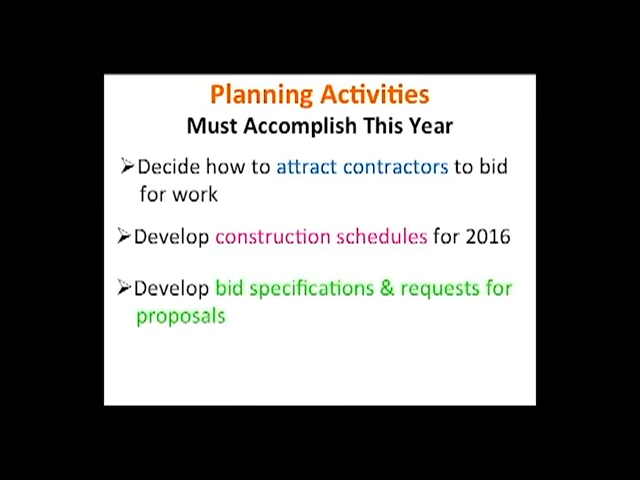 Planning Activities
Must Accomplish This Year
➢Decide how to attract contractors to bid
for work
➢Develop construction schedules for 2016
➢Develop bid specifications & requests for
proposals